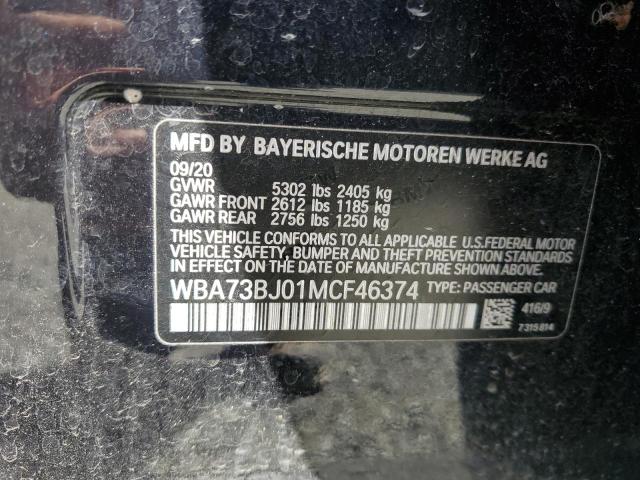 MFD BY BAYERISCHE MOTOREN WERKE AG
09/20
GVWR 5302 lbs 2405 kg
GAWR FRONT 2612 lbs 1185 kg
GAWR REAR 2756 lbs 1250 kg
THIS VEHICLE CONFORMS TO ALL APPLICABLE U.S.FEDERAL MOTOR
VEHICLE SAFETY, BUMPER AND THEFT PREVENTION STANDARDS
IN EFFECT ON THE DATE OF MANUFACTURE SHOWN ABOVE.
WBA73BJ01MCF46374 TYPE: PASSENGER CAR
416/9
7315814